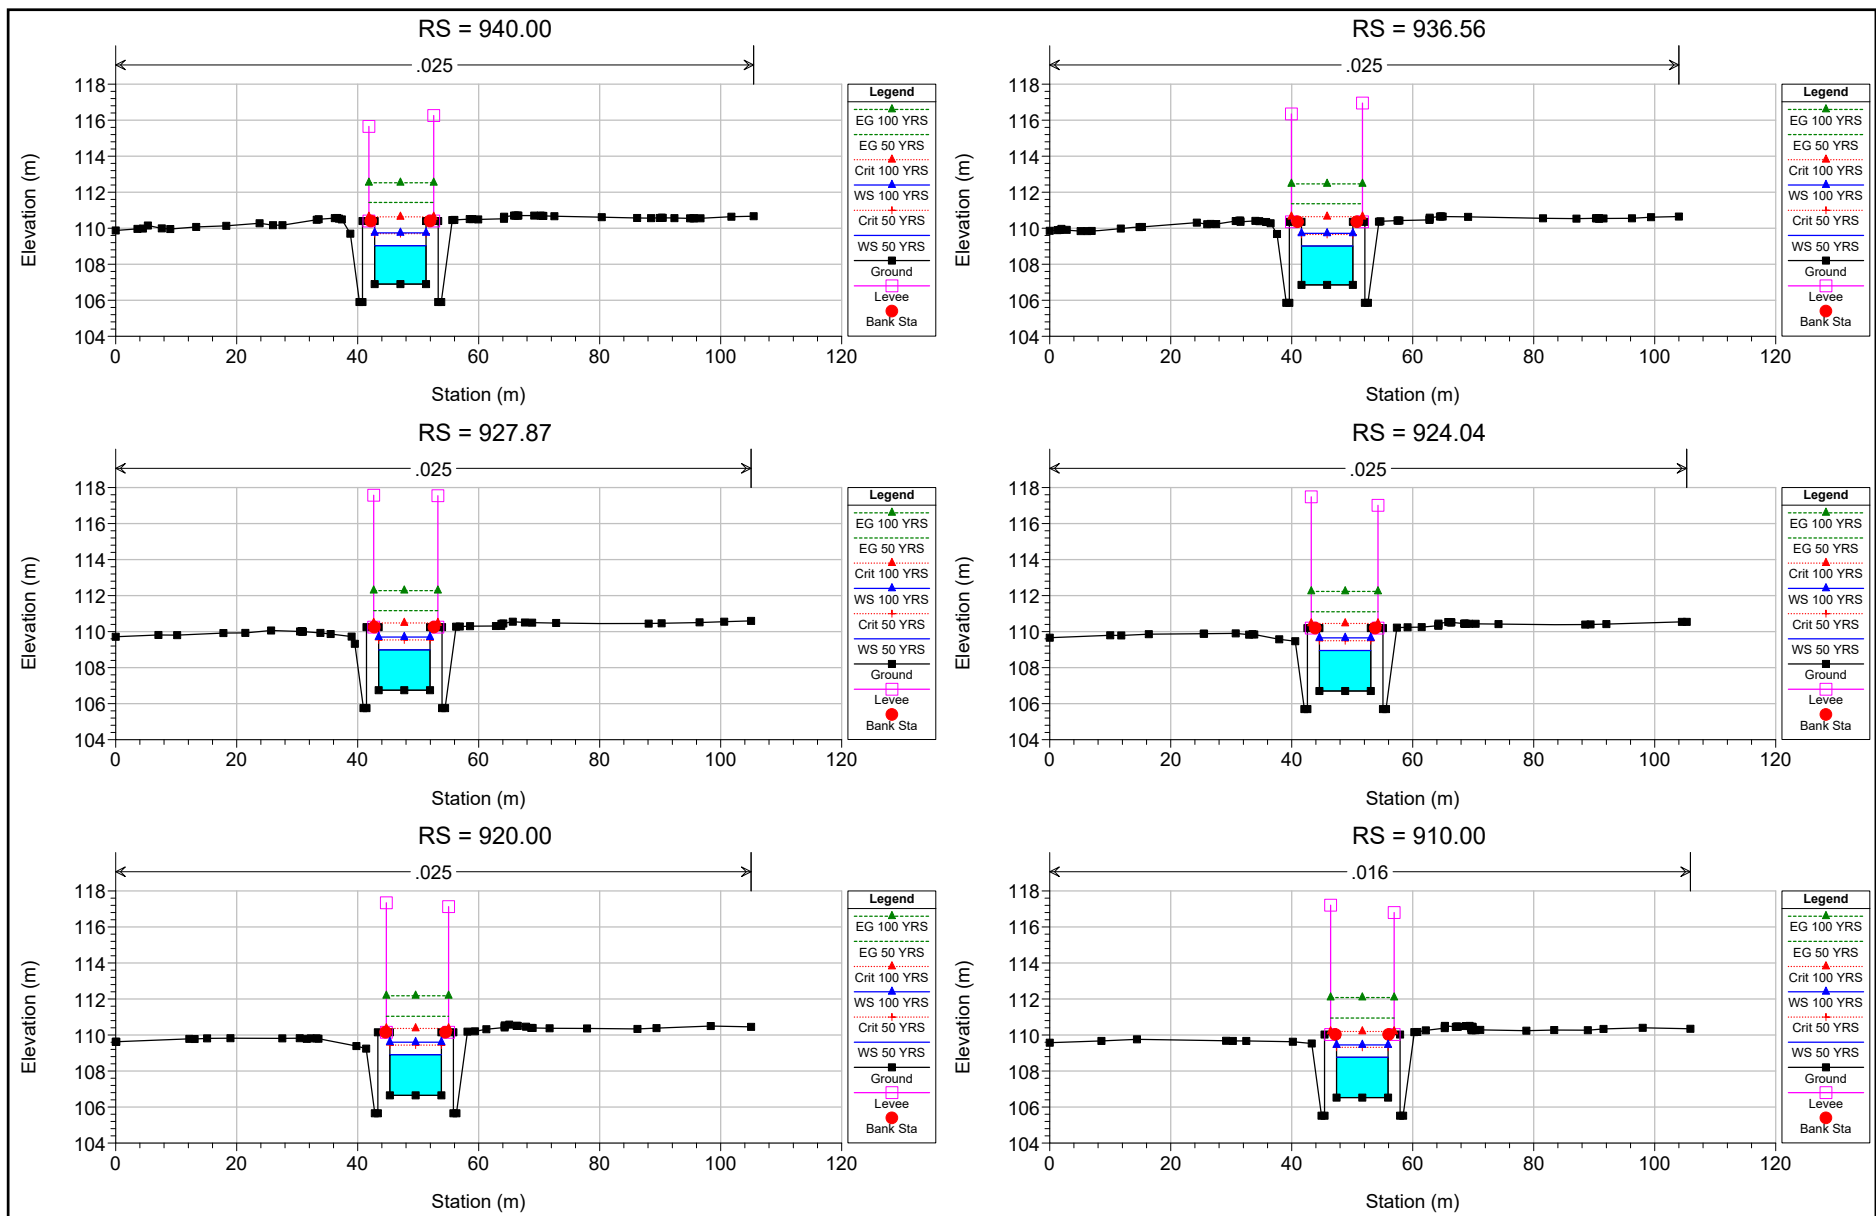 RS = 940.00
.025
118
116
114
112
110
108
106
104
0
20
40
60
80
100
120
Elevation (m)
Station (m)
Legend
EG 100 YRS
EG 50 YRS
Crit 100 YRS
WS 100 YRS
Crit 50 YRS
WS 50 YRS
Ground
Levee
Bank Sta
RS = 936.56
.025
118
116
114
112
110
108
106
104
0
20
40
60
80
100
120
Elevation (m)
Station (m)
Legend
EG 100 YRS
EG 50 YRS
Crit 100 YRS
WS 100 YRS
Crit 50 YRS
WS 50 YRS
Ground
Levee
Bank Sta
RS = 927.87
.025
118
116
114
112
110
108
106
104
0
20
40
60
80
100
120
Elevation (m)
Station (m)
Legend
EG 100 YRS
EG 50 YRS
Crit 100 YRS
WS 100 YRS
Crit 50 YRS
WS 50 YRS
Ground
Levee
Bank Sta
RS = 924.04
.025
118
116
114
112
110
108
106
104
0
20
40
60
80
100
120
Elevation (m)
Station (m)
Legend
EG 100 YRS
EG 50 YRS
Crit 100 YRS
WS 100 YRS
Crit 50 YRS
WS 50 YRS
Ground
Levee
Bank Sta
RS = 920.00
.025
118
116
114
112
110
108
106
104
0
20
40
60
80
100
120
Elevation (m)
Station (m)
Legend
EG 100 YRS
EG 50 YRS
Crit 100 YRS
WS 100 YRS
Crit 50 YRS
WS 50 YRS
Ground
Levee
Bank Sta
RS = 910.00
.016
118
116
114
112
110
108
106
104
0
20
40
60
80
100
120
Elevation (m)
Station (m)
Legend
EG 100 YRS
EG 50 YRS
Crit 100 YRS
WS 100 YRS
Crit 50 YRS
WS 50 YRS
Ground
Levee
Bank Sta